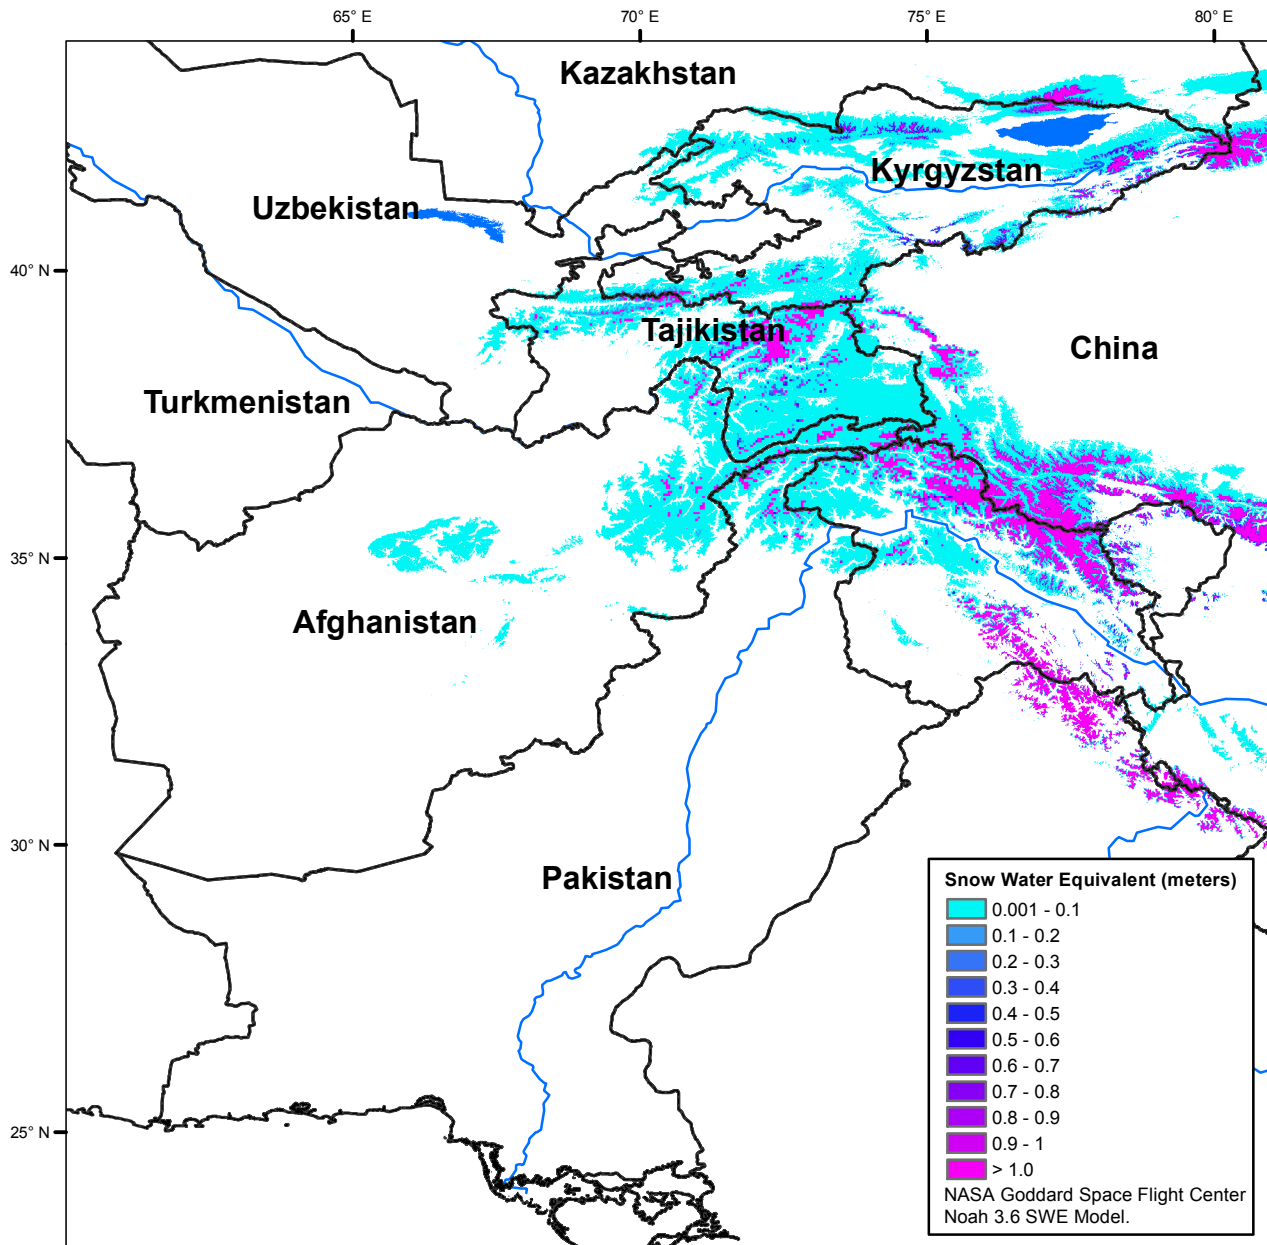 65° E
70° E
75° E
80° E
Kazakhstan
Kyrgyzstan
Uzbekistan
40° N
Tajikistan
China
Turkmenistan
35° N
Afghanistan
30° N
Pakistan
25° N
Snow Water Equivalent (meters)
0.001 - 0.1
0.1 - 0.2
0.2 - 0.3
0.3 - 0.4
0.4 - 0.5
0.5 - 0.6
0.6 - 0.7
0.7 - 0.8
0.8 - 0.9
0.9 - 1
> 1.0
NASA Goddard Space Flight Center
Noah 3.6 SWE Model.